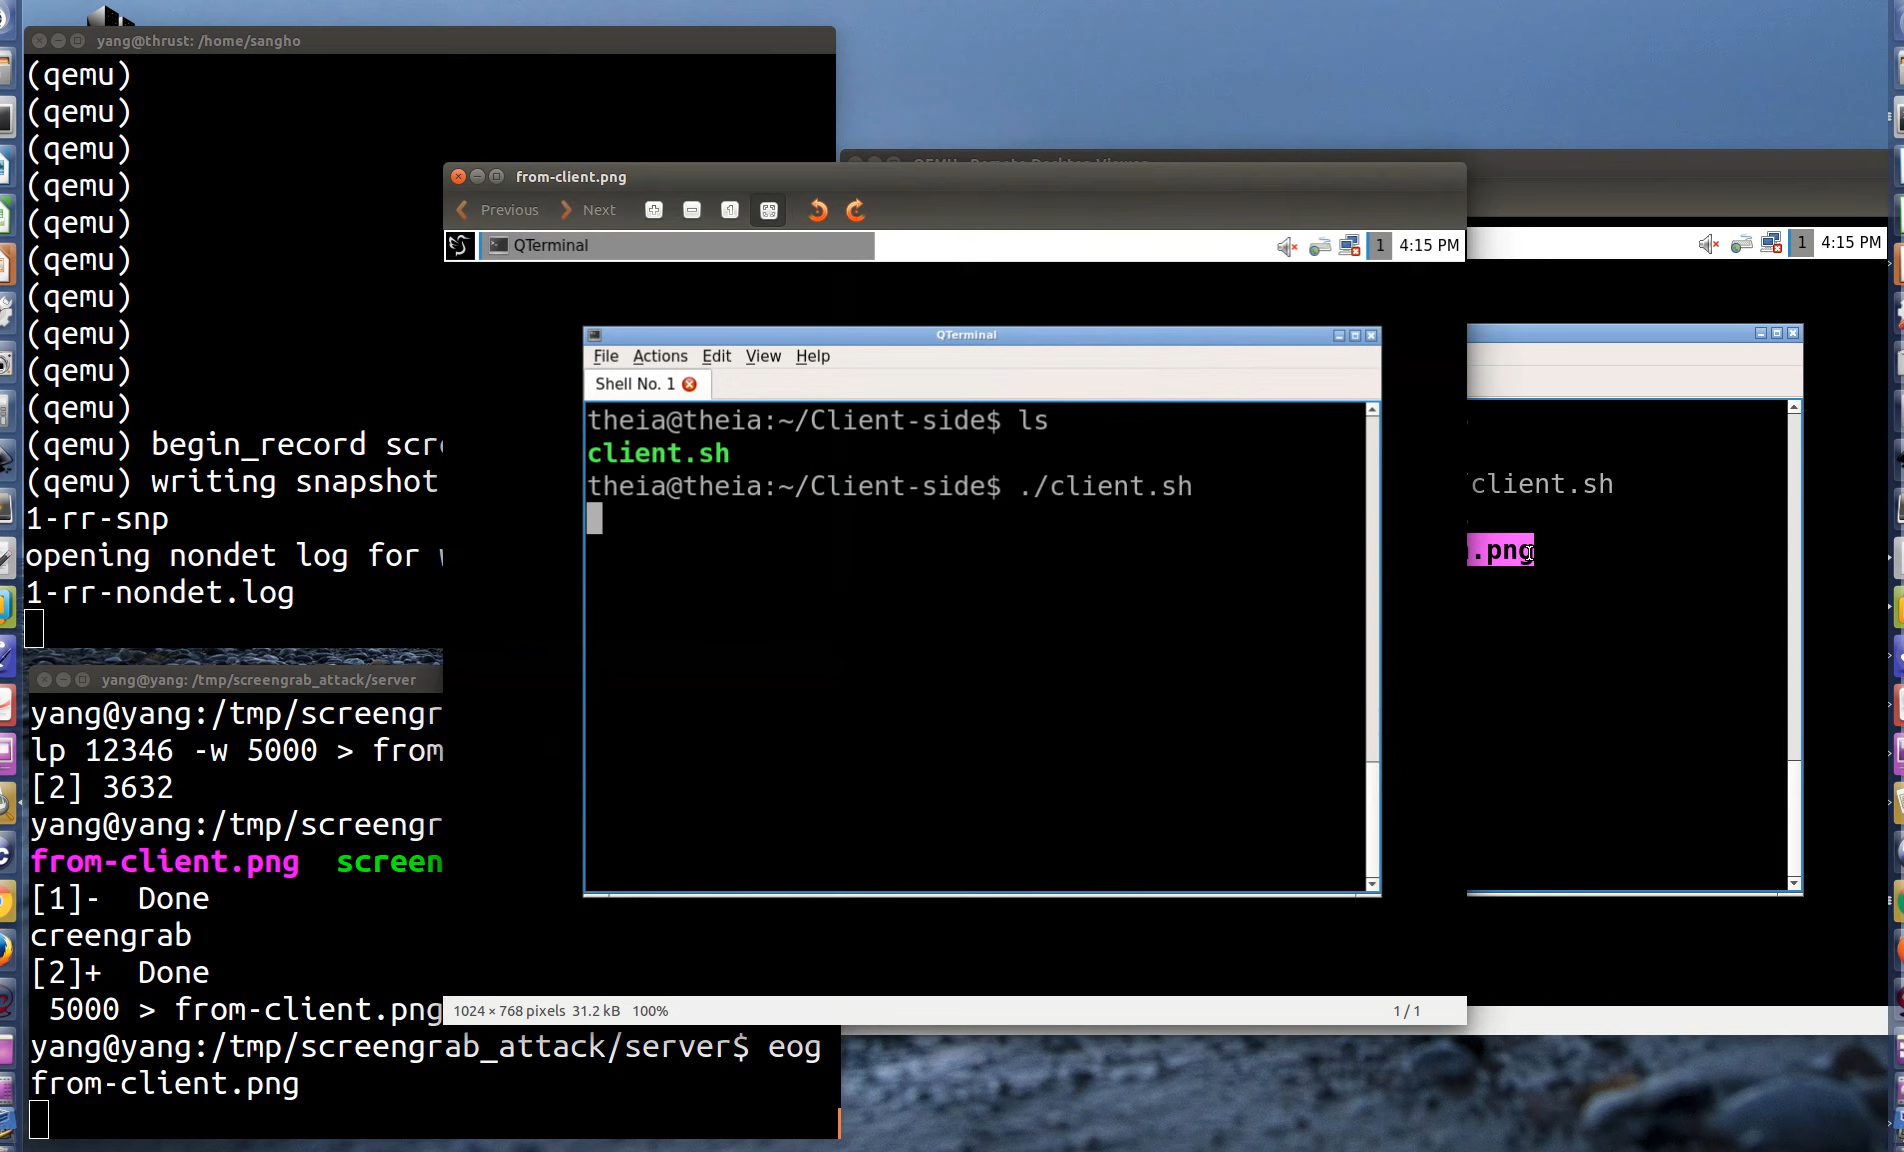 yang@thrust: /home/sangho
(qemu)
(qemu)
(qemu)
(qemu)
(qemu)
(qemu)
(qemu)
(qemu)
(qemu)
(qemu)
(qemu) begin_record scre
(qemu) writing snapshot
1-rr-snp
opening nondet log for w
1-rr-nondet.log
yang@yang: /tmp/screengrab_attack/server
yang@yang:/tmp/screengr
lp 12346 -w 5000 > from
[2] 3632
yang@yang:/tmp/screengr
from-client.png screen
[1]- Done
creengrab
[2]+ Done
5000 > from-client.png
yang@yang:/tmp/screengrab_attack/server$ eog
from-client.png
QEMU - Remote Desktop Viewer
from-client.png
Previous Next
QTerminal
1 4:15 PM
QTerminal
File Actions Edit View Help
Shell No. 1
theia@theia:~/Client-side$ ls
client.sh
theia@theia:~/Client-side$ ./client.sh
1024 × 768 pixels 31.2 kB 100%
1 / 1
1 4:15 PM
client.sh
.png